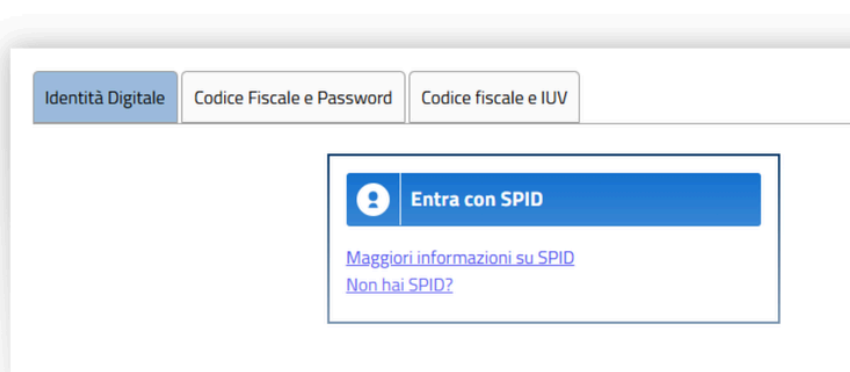 Identità Digitale
Codice Fiscale e Password
Codice fiscale e IUV
Entra con SPID
Maggiori informazioni su SPID
Non hai SPID?